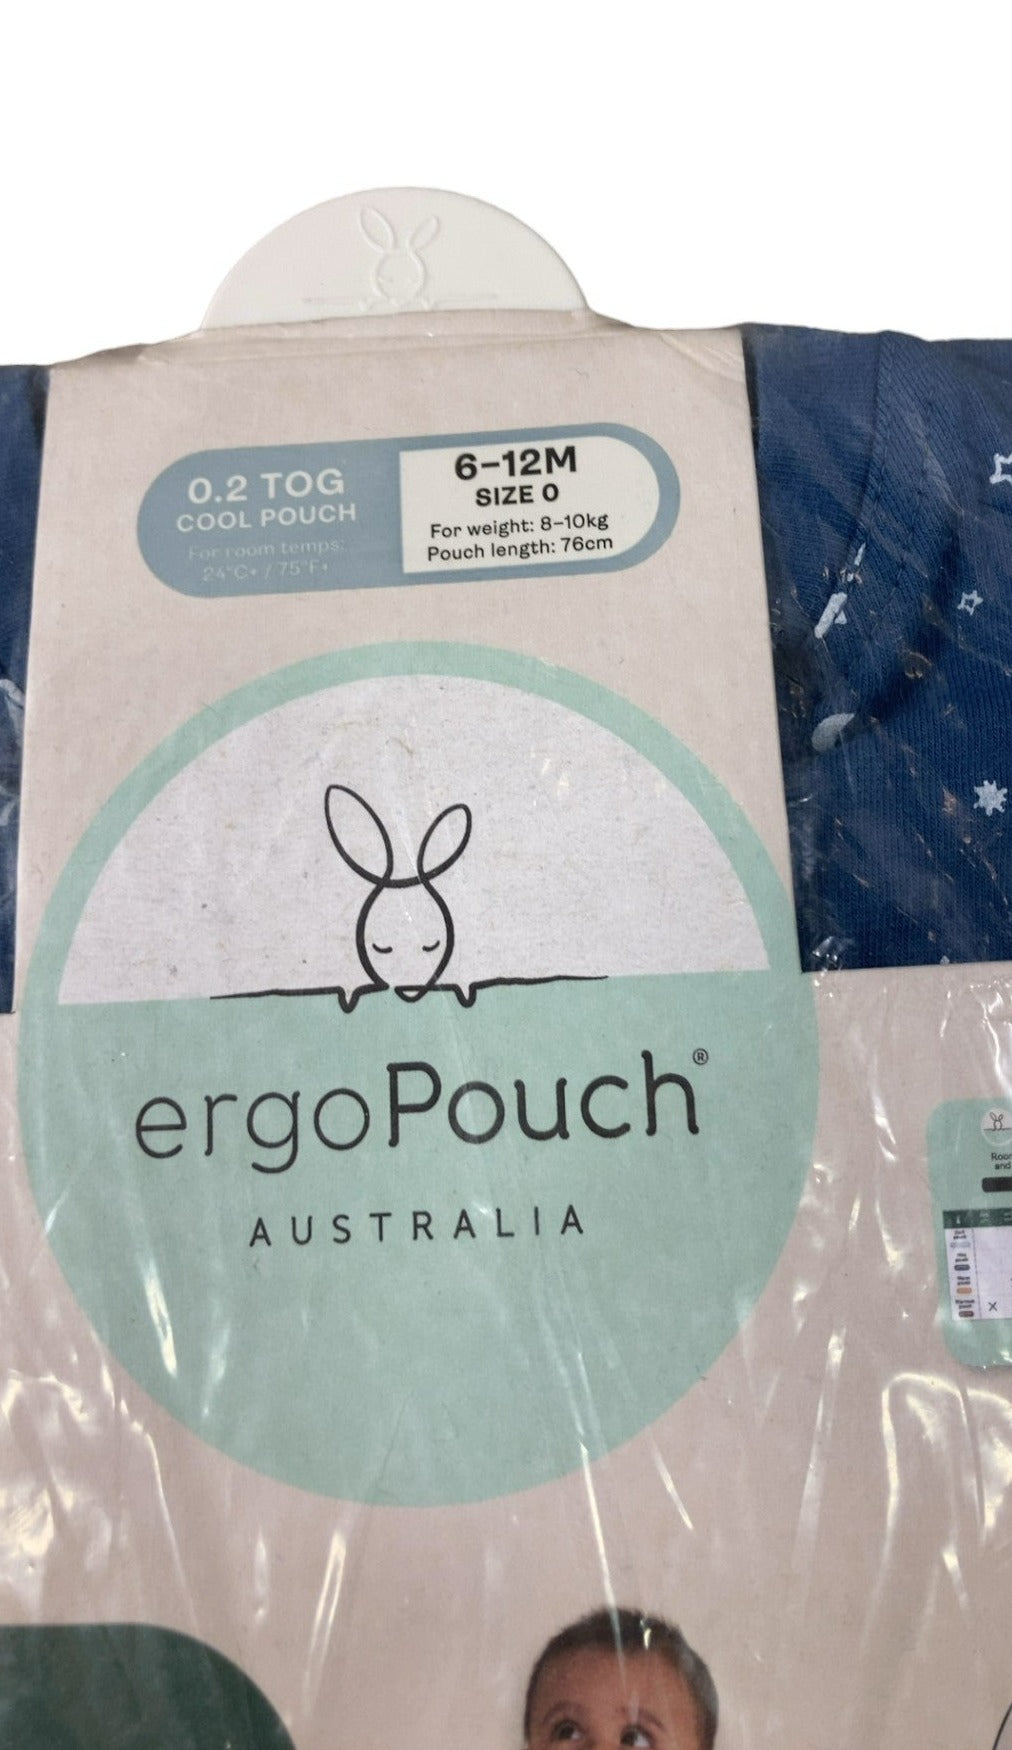 0.2 TOG
COOL POUCH
For room temps:
24°C+ / 75°F+
6–12M
SIZE 0
For weight: 8–10kg
Pouch length: 76cm
ergoPouch®
AUSTRALIA
and
X